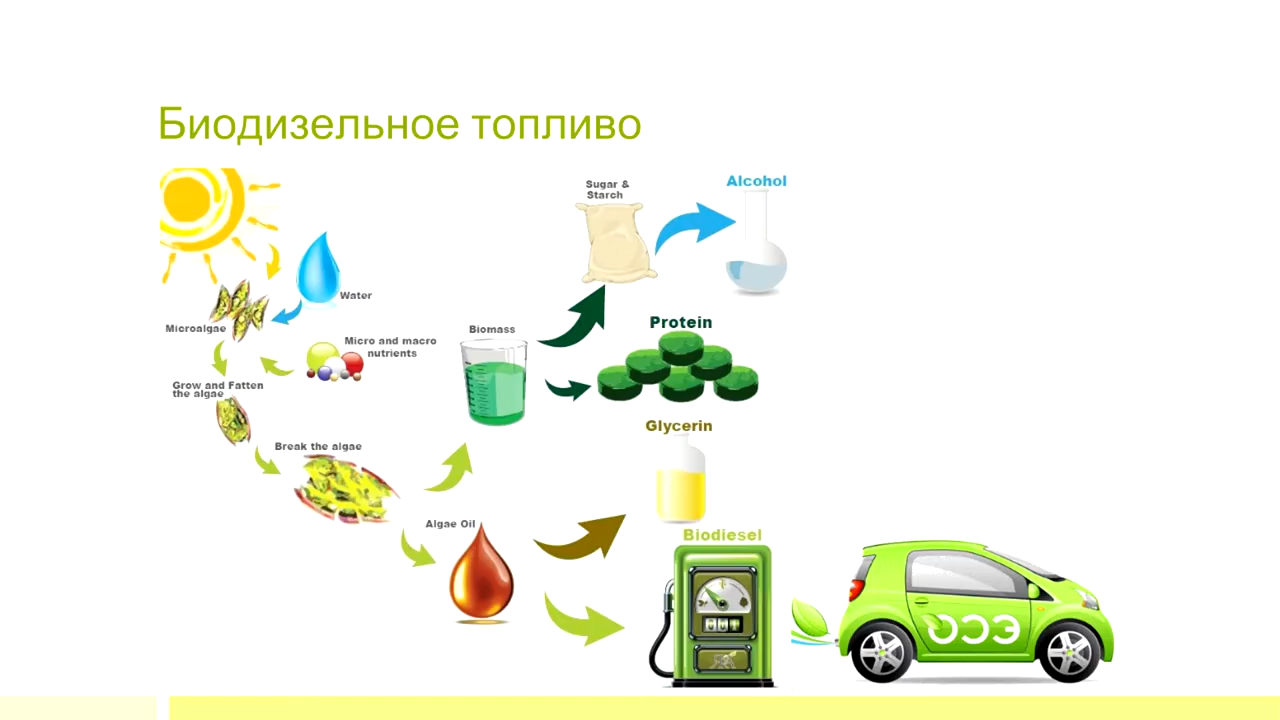 Биодизельное топливо
Sugar &
Starch
Alcohol
Water
Microalgae
Micro and macro
nutrients
Biomass
Protein
Grow and Fatten
the algae
Glycerin
Break the algae
Algae Oil
Biodiesel